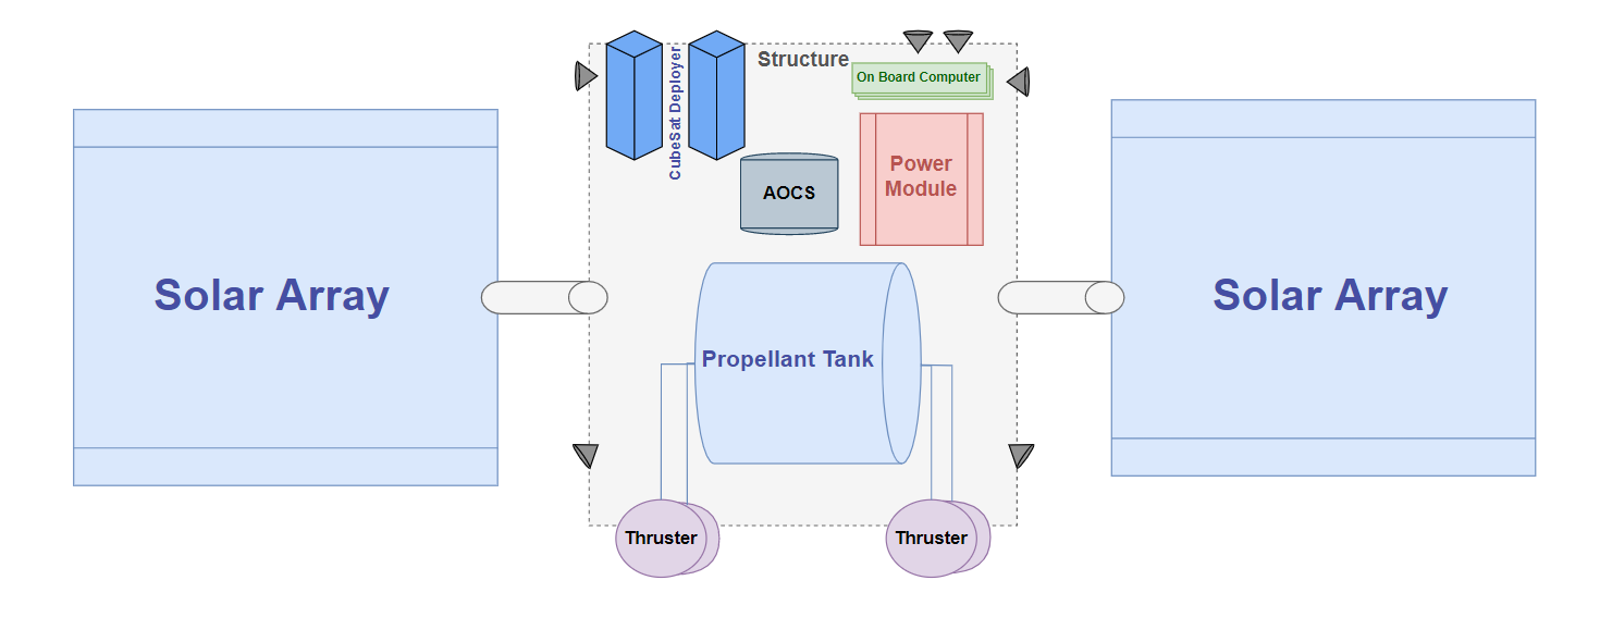 Structure
CubeSat Deployer
On Board Computer
Power
Module
AOCS
Solar Array
Solar Array
Propellant Tank
Thruster
Thruster